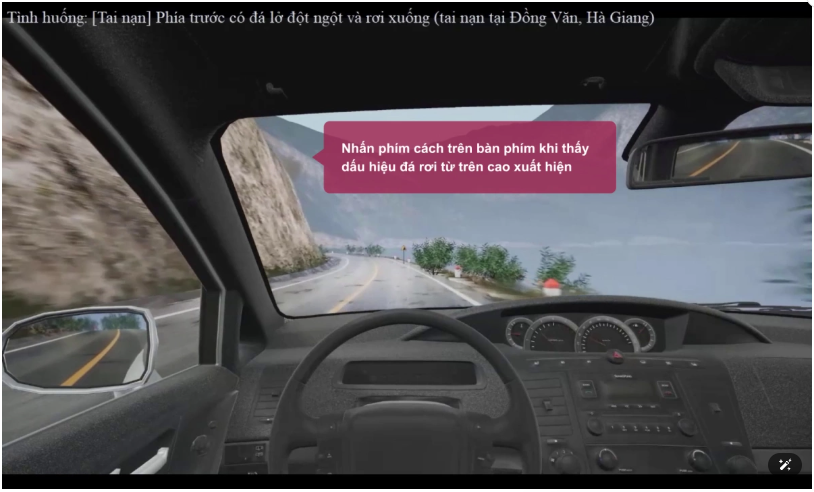 Tình huống: [Tai nạn] Phía trước có đá lở đột ngột và rơi xuống (tai nạn tại Đồng Văn, Hà Giang)
Nhấn phím cách trên bàn phím khi thấy
dấu hiệu đá rơi từ trên cao xuất hiện